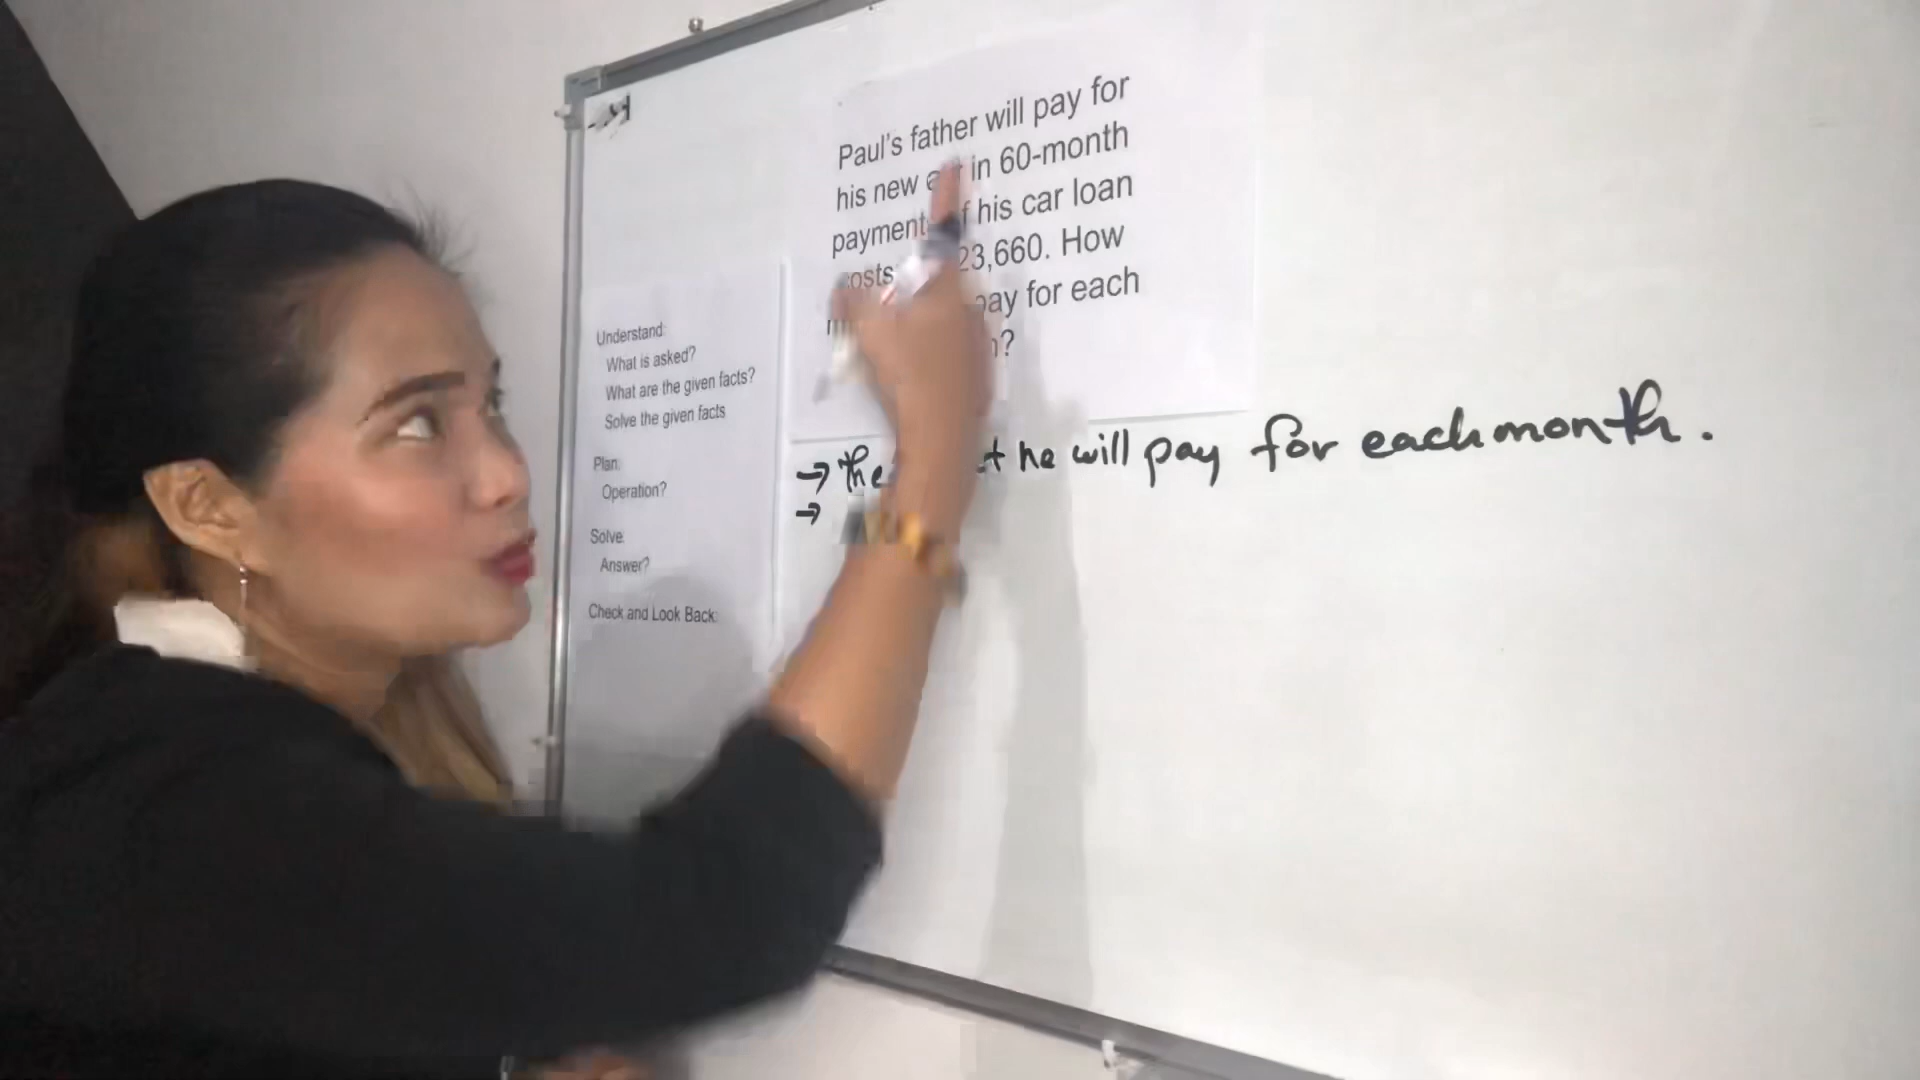 Paul's father will pay for
his new in 60-month
his car loan
23,660. How
pay for each
Understand:
What is asked?
What are the given facts?
Solve the given facts
Plan:
Operation?
Solve:
Answer?
Check and Look Back:
→ the he will pay for each month.
→